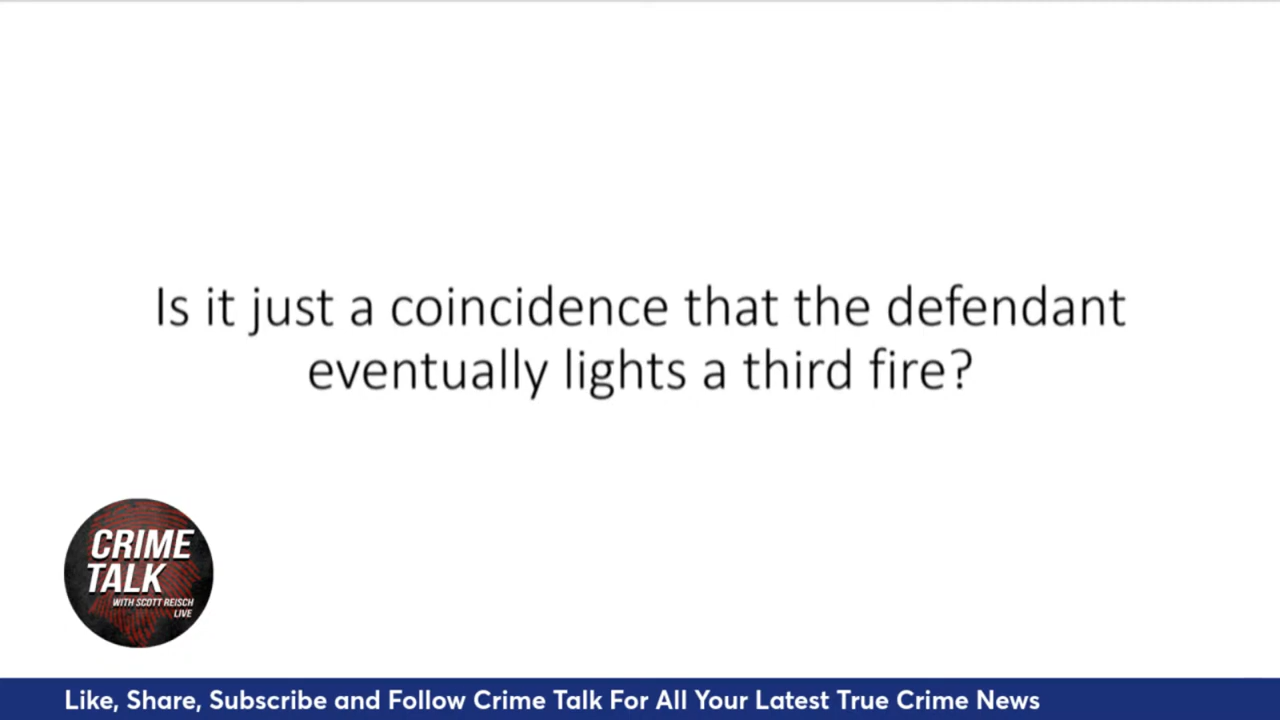 Is it just a coincidence that the defendant
eventually lights a third fire?
CRIME
TALK
WITH SCOTT REISCH
LIVE
Like, Share, Subscribe and Follow Crime Talk For All Your Latest True Crime News